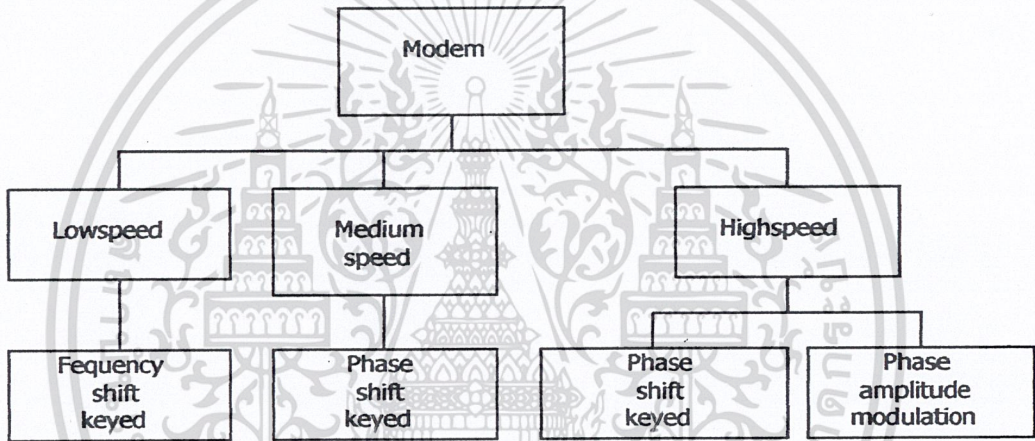 Modem
Lowspeed
Medium
speed
Highspeed
Fequency
shift
keyed
Phase
shift
keyed
Phase
shift
keyed
Phase
amplitude
modulation